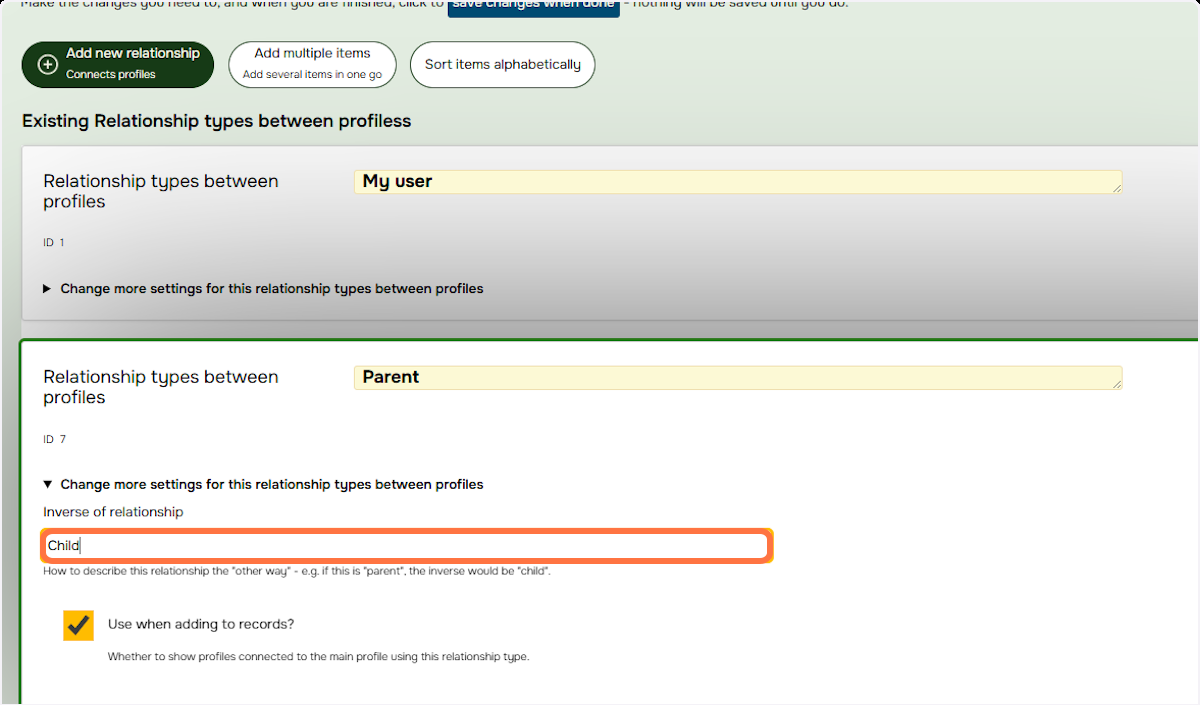 Make the changes you need to, and when you are finished, click to save changes when done - nothing will be saved until you do.
Add new relationship
Connects profiles
Add multiple items
Add several items in one go
Sort items alphabetically
Existing Relationship types between profiless
Relationship types between
profiles
My user
ID 1
Change more settings for this relationship types between profiles
Relationship types between
profiles
Parent
ID 7
Change more settings for this relationship types between profiles
Inverse of relationship
Child
How to describe this relationship the "other way" - e.g. if this is "parent", the inverse would be "child".
Use when adding to records?
Whether to show profiles connected to the main profile using this relationship type.